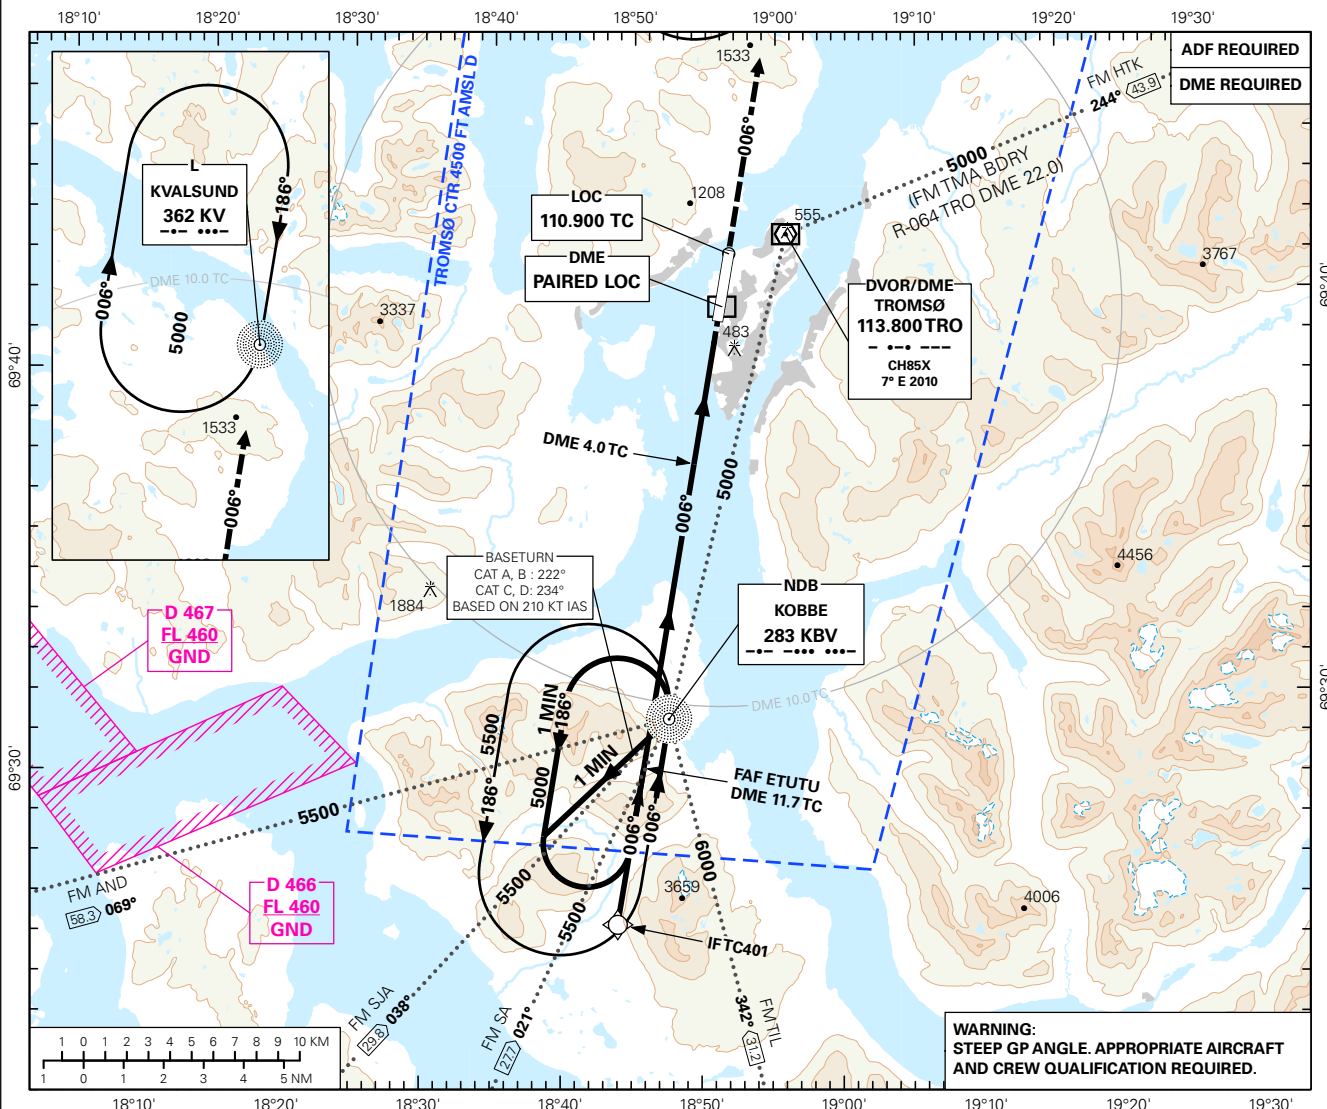 18°10'
18°20'
18°30'
18°40'
18°50'
19°00'
19°10'
19°20'
19°30'
ADF REQUIRED
DME REQUIRED
FM HTK
244° 43.9
5000
(FM TMA BDRY
R-064 TRO DME 22.0)
TROMSØ CTR 4500 FT AMSL D
L
KVALSUND
362 KV
186°
006°
5000
DME 10.0 TC
1533
006°
1533
006°
LOC
110.900 TC
1208
555
DME
PAIRED LOC
483
DVOR/DME
TROMSØ
113.800 TRO
CH85X
7° E 2010
3767
3337
69°40'
69°40'
DME 4.0 TC
006°
5000
4456
BASETURN
CAT A, B : 222°
CAT C, D: 234°
BASED ON 210 KT IAS
1884
NDB
KOBBE
283 KBV
D 467
FL 460
GND
69°30'
69°30'
DME 10.0 TC
5500
1 MIN
186°
1 MIN
5000
186°
FAF ETUTU
DME 11.7 TC
006°
006°
5500
6000
5500
5500
3659
4006
IF TC401
FM AND
58.3 069°
D 466
FL 460
GND
FM SJA
29.8 038°
FM SA
27.7 021°
FM TIL
342° 31.2
WARNING:
STEEP GP ANGLE. APPROPRIATE AIRCRAFT
AND CREW QUALIFICATION REQUIRED.
1 0 1 2 3 4 5 6 7 8 9 10 KM
1 0 1 2 3 4 5 NM
18°10'
18°20'
18°30'
18°40'
18°50'
19°00'
19°10'
19°20'
19°30'